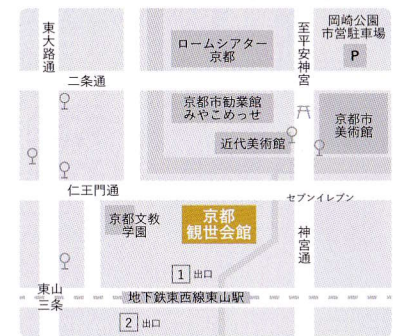 東大路通
ロームシアター
京都
至平安神宮
岡崎公園
市営駐車場
P
二条通
京都市勧業館
みやこめっせ
近代美術館
京都市
美術館
仁王門通
セブンイレブン
京都文教
学園
京都
観世会館
神宮通
1 出口
東山
三条
地下鉄東西線東山駅
2 出口